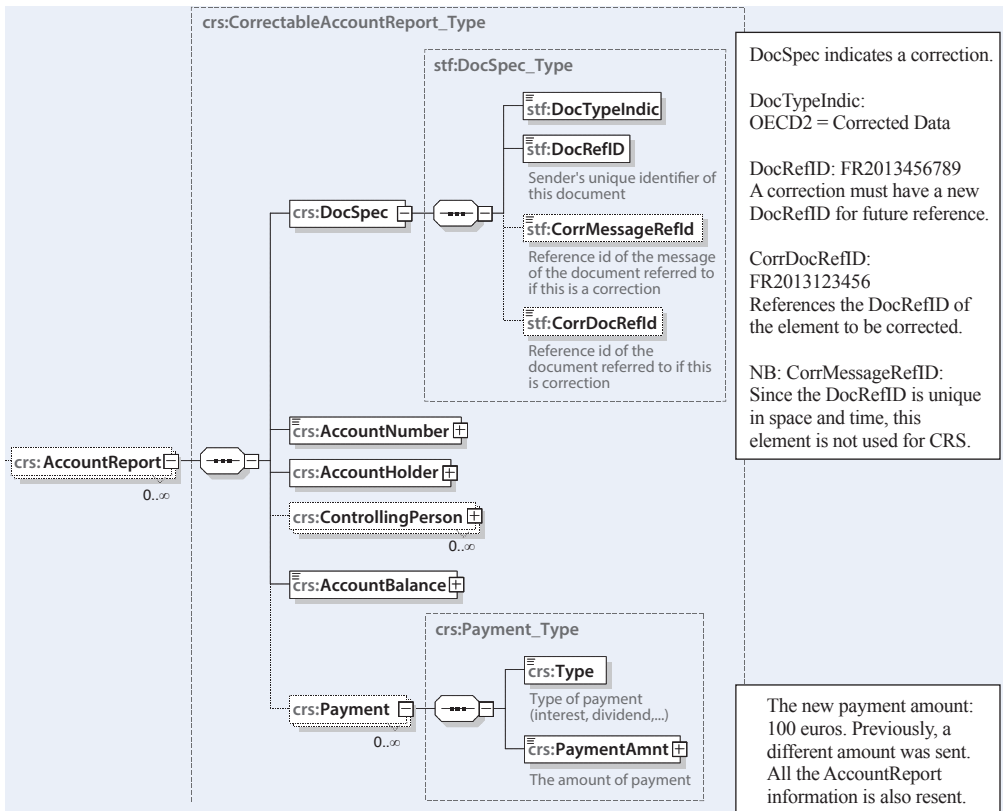 crs:CorrectableAccountReport_Type
stf:DocSpec_Type
stf:DocTypeIndic
stf:DocRefID
Sender's unique identifier of
this document
crs:DocSpec
stf:CorrMessageRefId
Reference id of the message
of the document referred to
if this is a correction
stf:CorrDocRefId
Reference id of the
document referred to if this
is correction
DocSpec indicates a correction.
DocTypeIndic:
OECD2 = Corrected Data
DocRefID: FR2013456789
A correction must have a new
DocRefID for future reference.
CorrDocRefID:
FR2013123456
References the DocRefID of
the element to be corrected.
NB: CorrMessageRefID:
Since the DocRefID is unique
in space and time, this
element is not used for CRS.
crs:AccountReport
0..∞
crs:AccountNumber
crs:AccountHolder
crs:ControllingPerson
0..∞
crs:AccountBalance
crs:Payment_Type
crs:Type
Type of payment
(interest, dividend,...)
crs:Payment
0..∞
crs:PaymentAmnt
The amount of payment
The new payment amount:
100 euros. Previously, a
different amount was sent.
All the AccountReport
information is also resent.